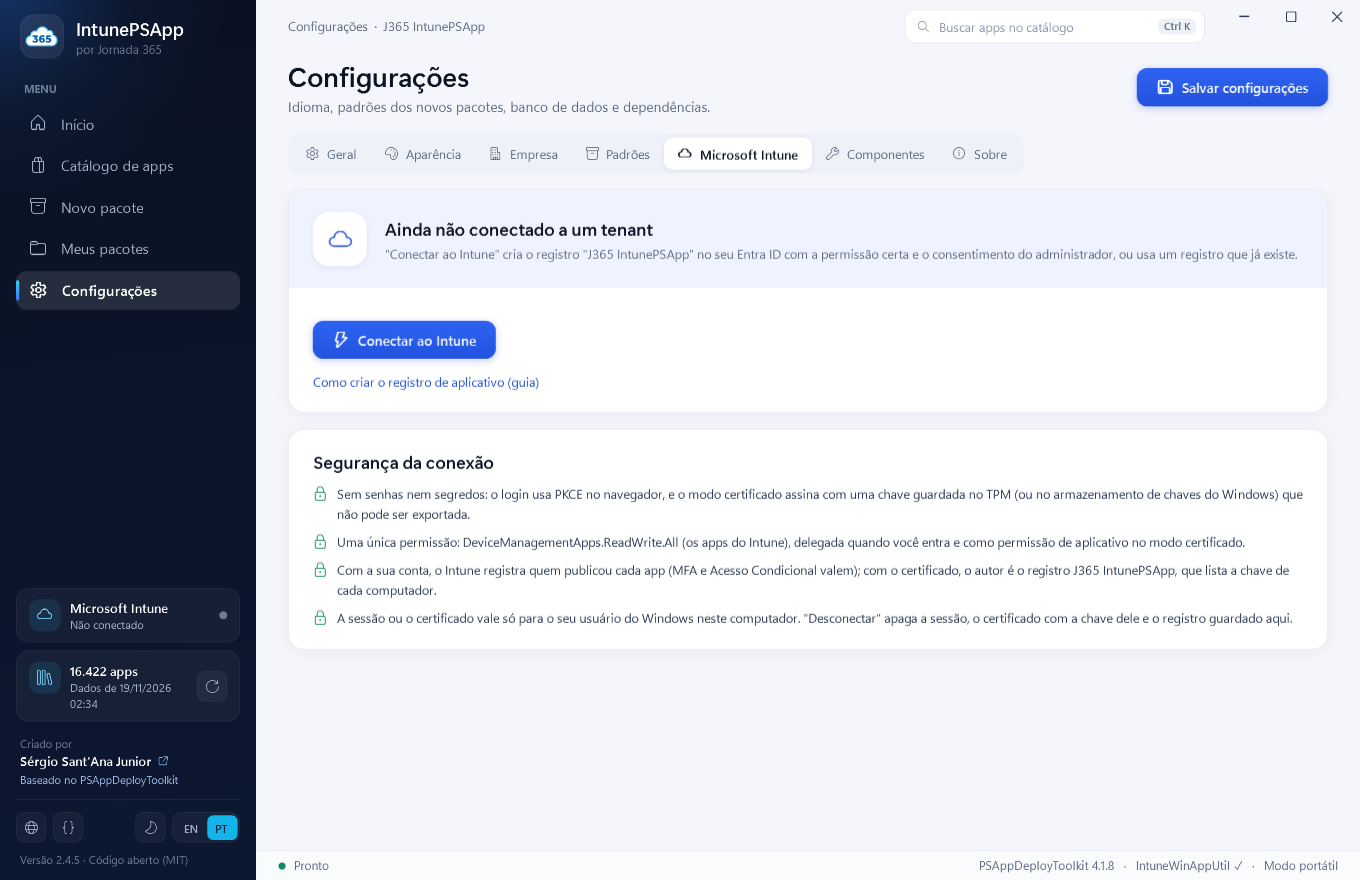 365
IntunePSApp
por Jornada 365
MENU
Início
Catálogo de apps
Novo pacote
Meus pacotes
Configurações
Microsoft Intune
Não conectado
16.422 apps
Dados de 19/11/2026
02:34
Criado por
Sérgio Sant'Ana Junior
Baseado no PSAppDeployToolkit
{}
EN PT
Versão 2.4.5 · Código aberto (MIT)
Configurações · J365 IntunePSApp
Buscar apps no catálogo Ctrl K
Configurações
Idioma, padrões dos novos pacotes, banco de dados e dependências.
Salvar configurações
Geral Aparência Empresa Padrões Microsoft Intune Componentes Sobre
Ainda não conectado a um tenant
"Conectar ao Intune" cria o registro "J365 IntunePSApp" no seu Entra ID com a permissão certa e o consentimento do administrador, ou usa um registro que já existe.
Conectar ao Intune
Como criar o registro de aplicativo (guia)
Segurança da conexão
Sem senhas nem segredos: o login usa PKCE no navegador, e o modo certificado assina com uma chave guardada no TPM (ou no armazenamento de chaves do Windows) que
não pode ser exportada.
Uma única permissão: DeviceManagementApps.ReadWrite.All (os apps do Intune), delegada quando você entra e como permissão de aplicativo no modo certificado.
Com a sua conta, o Intune registra quem publicou cada app (MFA e Acesso Condicional valem); com o certificado, o autor é o registro J365 IntunePSApp, que lista a chave de
cada computador.
A sessão ou o certificado vale só para o seu usuário do Windows neste computador. "Desconectar" apaga a sessão, o certificado com a chave dele e o registro guardado aqui.
Pronto
PSAppDeployToolkit 4.1.8 · IntuneWinAppUtil ✓ · Modo portátil